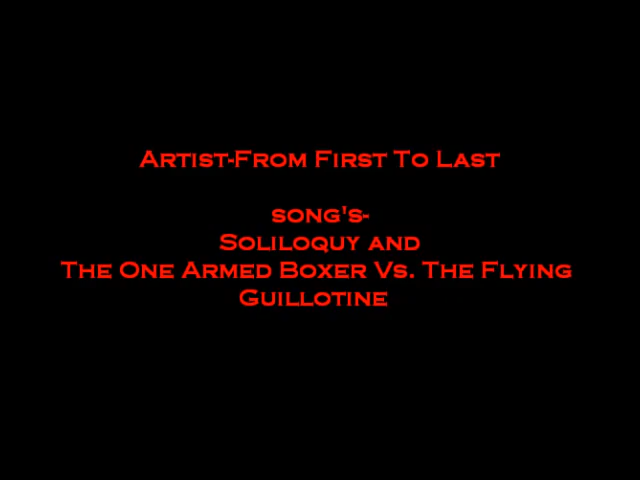 Artist-From First To Last
song's-
Soliloquy and
The One Armed Boxer Vs. The Flying
Guillotine